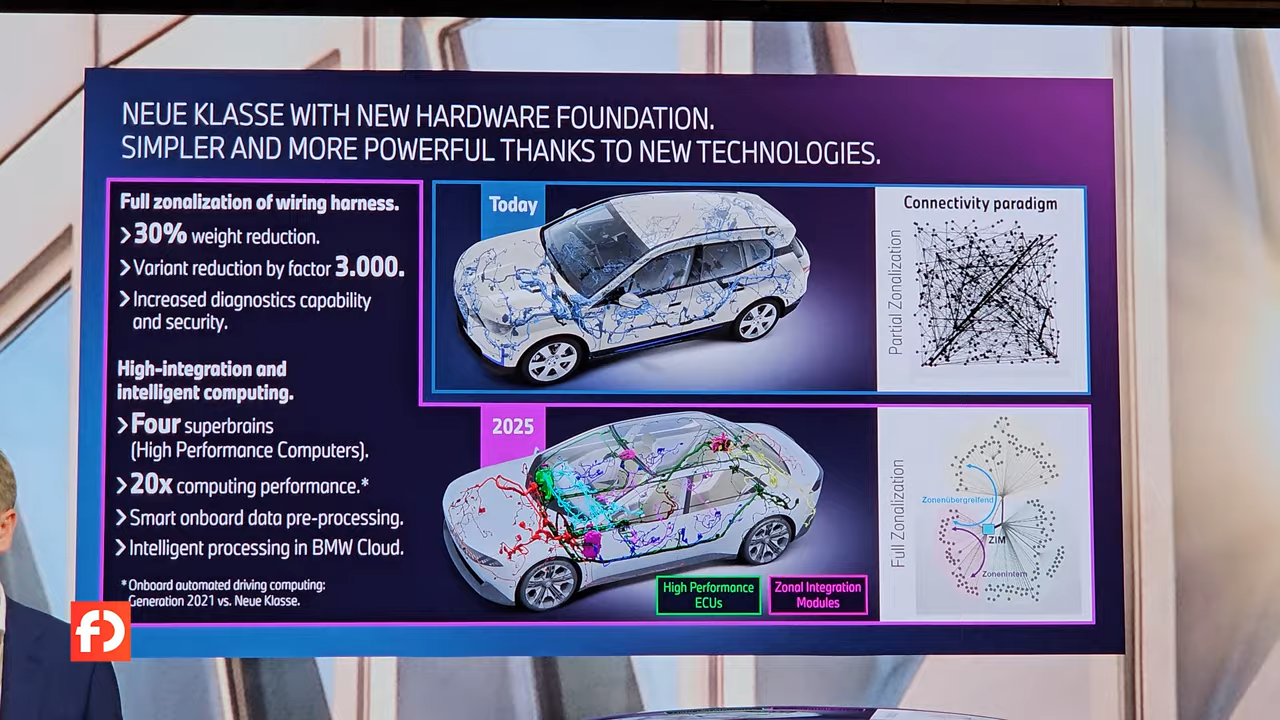 NEUE KLASSE WITH NEW HARDWARE FOUNDATION.
SIMPLER AND MORE POWERFUL THANKS TO NEW TECHNOLOGIES.
Full zonalization of wiring harness.
30% weight reduction.
Variant reduction by factor 3.000.
Increased diagnostics capability
and security.
High-integration and
intelligent computing.
Four superbrains
(High Performance Computers).
20x computing performance.*
Smart onboard data pre-processing.
Intelligent processing in BMW Cloud.
*Onboard automated driving computing:
Generation 2021 vs. Neue Klasse.
Today
Connectivity paradigm
Partial Zonalization
2025
High Performance
ECUs
Zonal Integration
Modules
Full Zonalization
Zonenübergreifend
ZIM
Zonenintern
fD